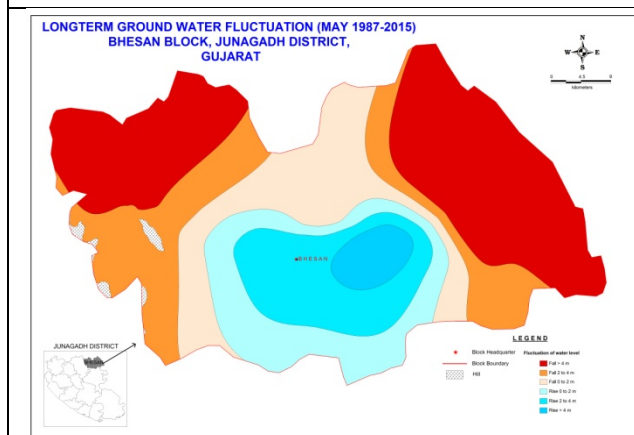 LONGTERM GROUND WATER FLUCTUATION (MAY 1987-2015)
BHESAN BLOCK, JUNAGADH DISTRICT,
GUJARAT
N
W E
S
0 4.5 9
kilometers
BHESAN
JUNAGADH DISTRICT
BHESAN
LEGEND
Block Headquarter
Block Boundary
Hill
Fluctuation of water level
Fall > 4 m
Fall 2 to 4 m
Fall 0 to 2 m
Rise 0 to 2 m
Rise 2 to 4 m
Rise > 4 m